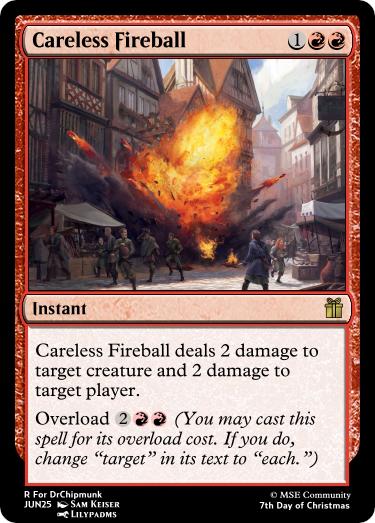 Careless Fireball 1
Instant
Careless Fireball deals 2 damage to
target creature and 2 damage to
target player.
Overload 2 (You may cast this
spell for its overload cost. If you do,
change “target” in its text to “each.”)
R For DrChipmunk © MSE Community
JUN25 Sam Keiser 7th Day of Christmas
Lilypadms